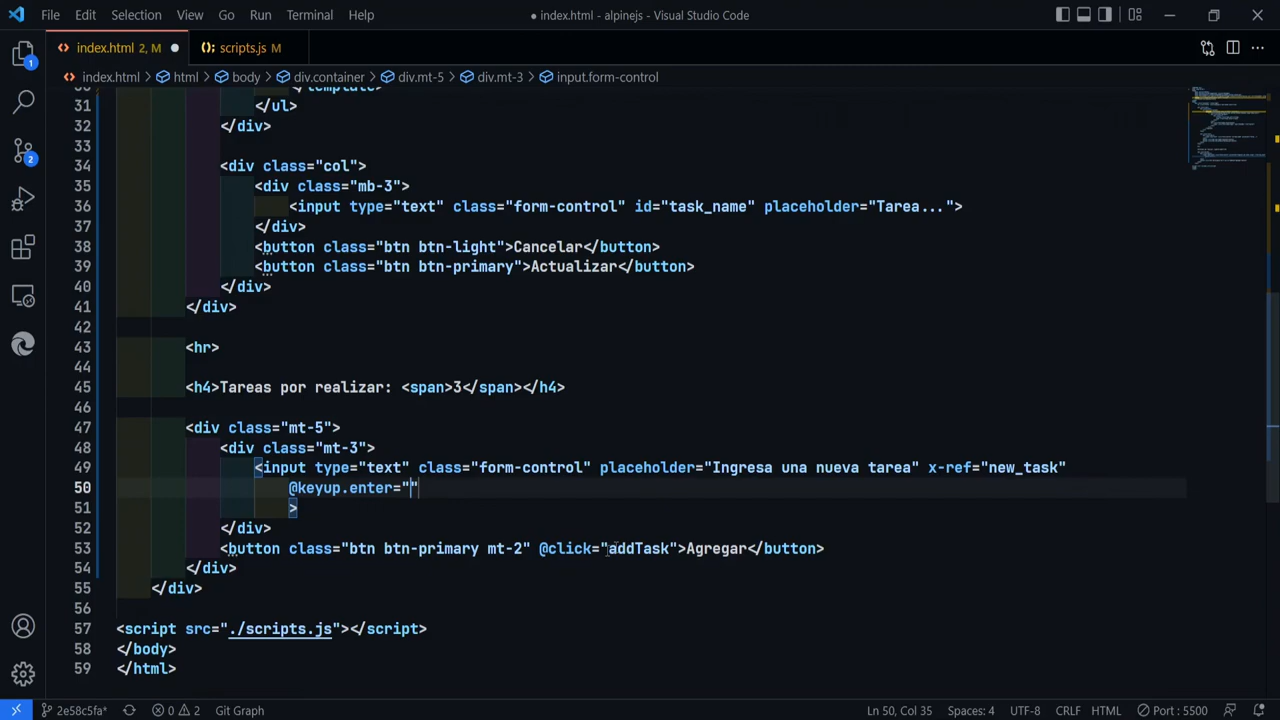 File Edit Selection View Go Run Terminal Help
● index.html - alpinejs - Visual Studio Code
index.html 2, M ●
scripts.js M
index.html > html > body > div.container > div.mt-5 > div.mt-3 > input.form-control
31 </ul>
32 </div>
33
34 <div class="col">
35 <div class="mb-3">
36 <input type="text" class="form-control" id="task_name" placeholder="Tarea...">
37 </div>
38 <button class="btn btn-light">Cancelar</button>
39 <button class="btn btn-primary">Actualizar</button>
40 </div>
41 </div>
42
43 <hr>
44
45 <h4>Tareas por realizar: <span>3</span></h4>
46
47 <div class="mt-5">
48 <div class="mt-3">
49 <input type="text" class="form-control" placeholder="Ingresa una nueva tarea" x-ref="new_task"
50 @keyup.enter=""
51 >
52 </div>
53 <button class="btn btn-primary mt-2" @click="addTask">Agregar</button>
54 </div>
55 </div>
56
57 <script src="./scripts.js"></script>
58 </body>
59 </html>
1
2
2e58c5fa* 0 2 Git Graph
Ln 50, Col 35 Spaces: 4 UTF-8 CRLF HTML Port : 5500